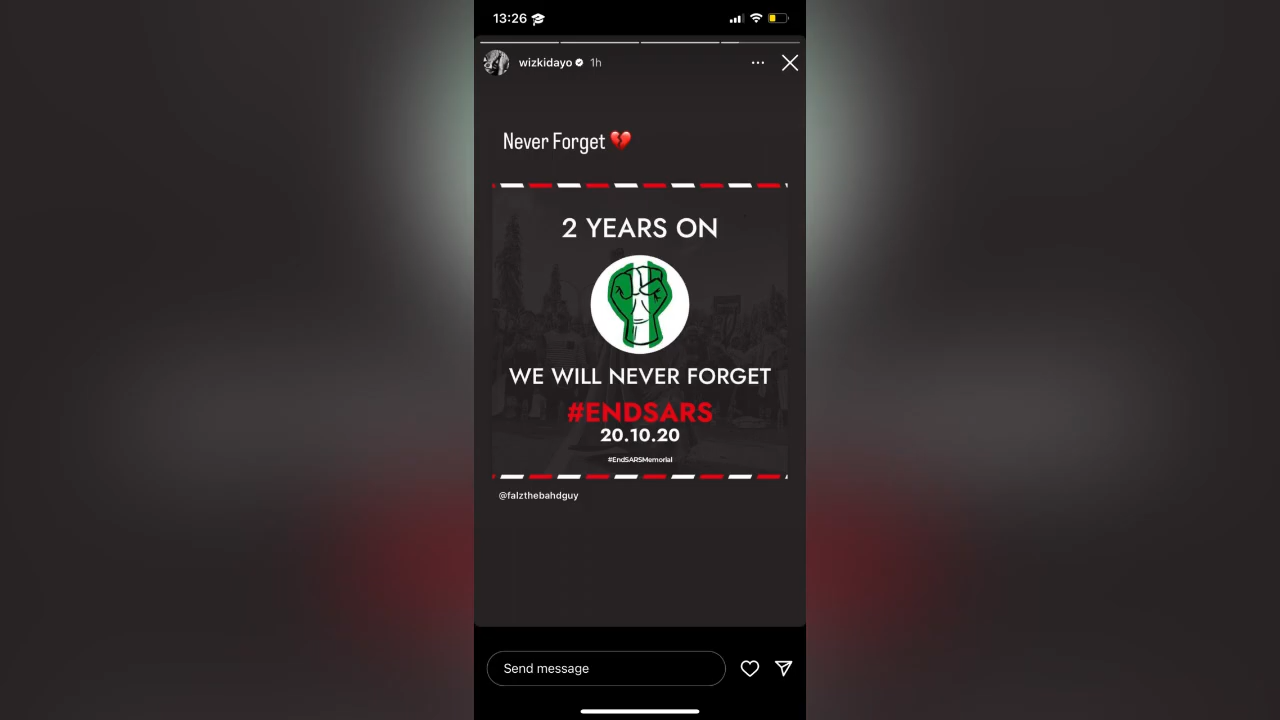 13:26
wizkidayo 1h
Never Forget 💔
2 YEARS ON
WE WILL NEVER FORGET
#ENDSARS
20.10.20
#EndSARSMemorial
@falzthebahdguy
Send message